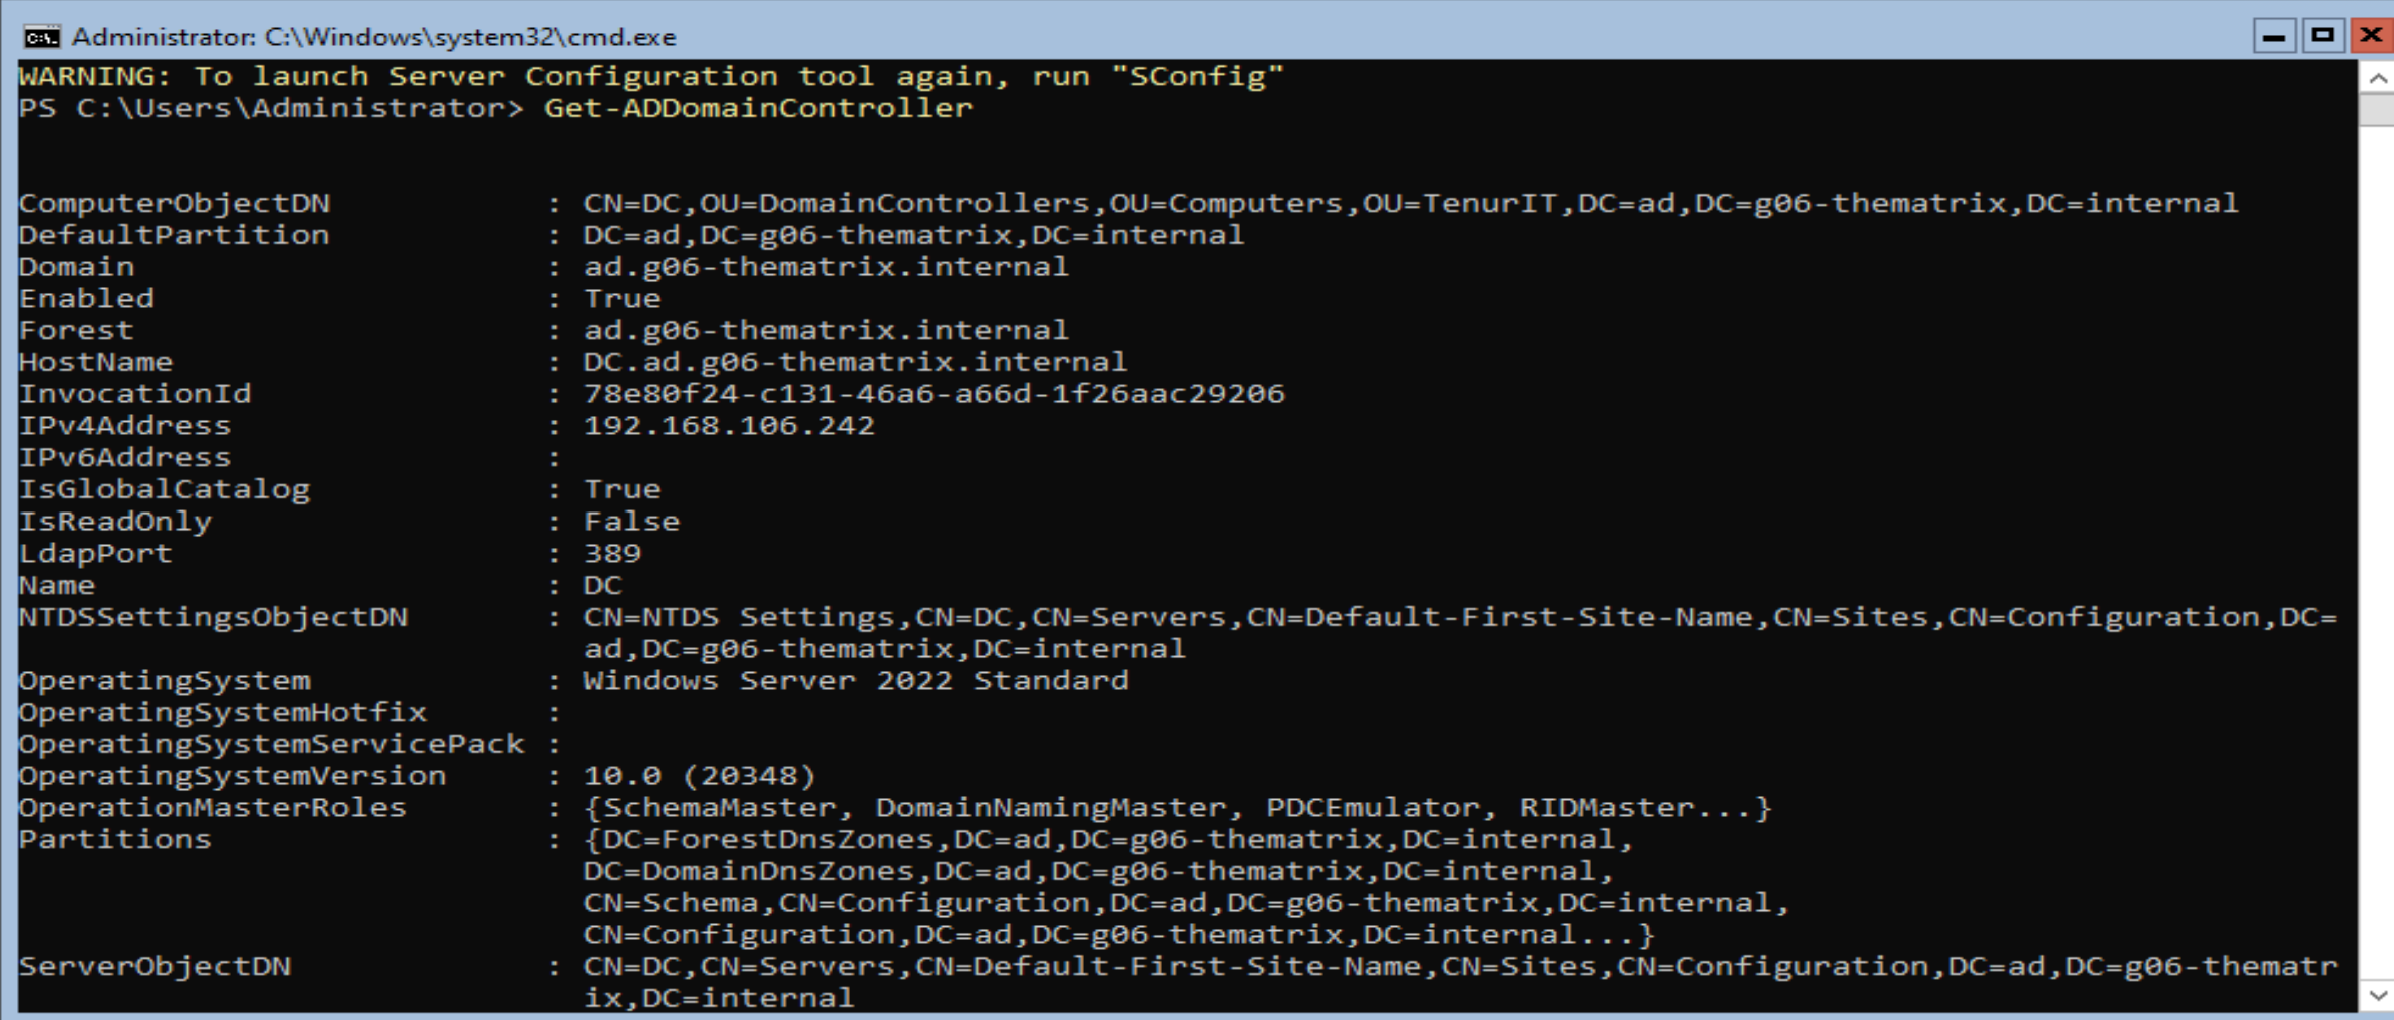 Administrator: C:\Windows\system32\cmd.exe
WARNING: To launch Server Configuration tool again, run "SConfig"
PS C:\Users\Administrator> Get-ADDomainController
ComputerObjectDN           : CN=DC,OU=DomainControllers,OU=Computers,OU=TenurIT,DC=ad,DC=g06-thematrix,DC=internal
DefaultPartition           : DC=ad,DC=g06-thematrix,DC=internal
Domain                     : ad.g06-thematrix.internal
Enabled                    : True
Forest                     : ad.g06-thematrix.internal
HostName                   : DC.ad.g06-thematrix.internal
InvocationId               : 78e80f24-c131-46a6-a66d-1f26aac29206
IPv4Address                : 192.168.106.242
IPv6Address                :
IsGlobalCatalog            : True
IsReadOnly                 : False
LdapPort                   : 389
Name                       : DC
NTDSSettingsObjectDN       : CN=NTDS Settings,CN=DC,CN=Servers,CN=Default-First-Site-Name,CN=Sites,CN=Configuration,DC=
                             ad,DC=g06-thematrix,DC=internal
OperatingSystem            : Windows Server 2022 Standard
OperatingSystemHotfix      :
OperatingSystemServicePack :
OperatingSystemVersion     : 10.0 (20348)
OperationMasterRoles       : {SchemaMaster, DomainNamingMaster, PDCEmulator, RIDMaster...}
Partitions                 : {DC=ForestDnsZones,DC=ad,DC=g06-thematrix,DC=internal,
                             DC=DomainDnsZones,DC=ad,DC=g06-thematrix,DC=internal,
                             CN=Schema,CN=Configuration,DC=ad,DC=g06-thematrix,DC=internal,
                             CN=Configuration,DC=ad,DC=g06-thematrix,DC=internal...}
ServerObjectDN             : CN=DC,CN=Servers,CN=Default-First-Site-Name,CN=Sites,CN=Configuration,DC=ad,DC=g06-thematr
                             ix,DC=internal